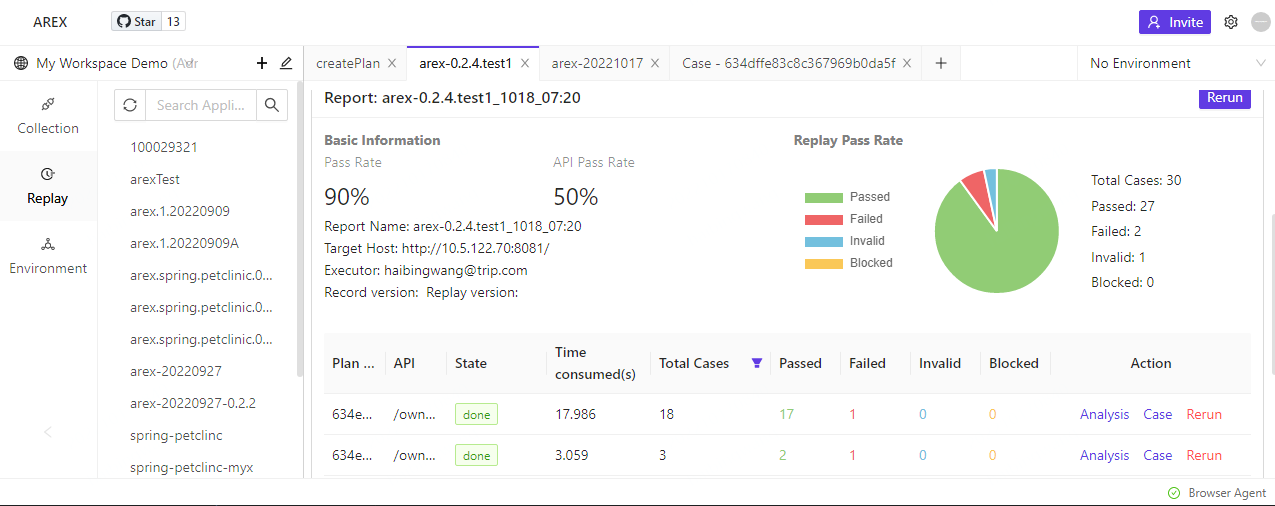 AREX
Star 13
Invite
My Workspace Demo
createPlan
arex-0.2.4.test1
arex-20221017
Case - 634dffe83c8c367969b0da5f
No Environment
Collection
Replay
Environment
Search Appli...
100029321
arexTest
arex.1.20220909
arex.1.20220909A
arex.spring.petclinic.0...
arex.spring.petclinic.0...
arex.spring.petclinic.0...
arex-20220927
arex-20220927-0.2.2
spring-petclinc
spring-petclinc-myx
Report: arex-0.2.4.test1_1018_07:20
Rerun
Basic Information
Pass Rate
API Pass Rate
90%
50%
Report Name: arex-0.2.4.test1_1018_07:20
Target Host: http://10.5.122.70:8081/
Executor: haibingwang@trip.com
Record version: Replay version:
Replay Pass Rate
Passed
Failed
Invalid
Blocked
Total Cases: 30
Passed: 27
Failed: 2
Invalid: 1
Blocked: 0
Plan ... API State Time consumed(s) Total Cases Passed Failed Invalid Blocked Action
634e... /own... done 17.986 18 17 1 0 0 Analysis Case Rerun
634e... /own... done 3.059 3 2 1 0 0 Analysis Case Rerun
Browser Agent